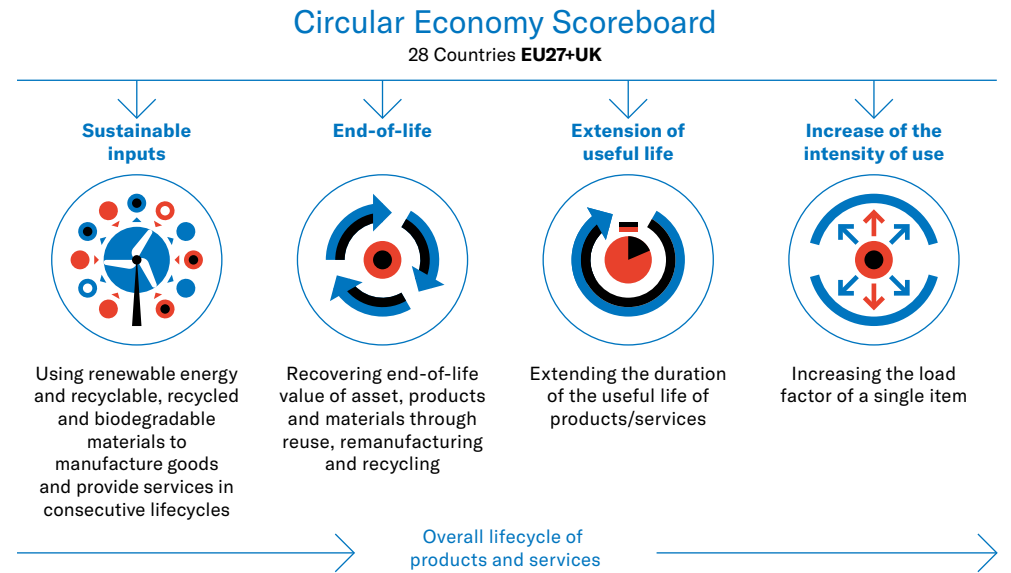 Circular Economy Scoreboard
28 Countries EU27+UK
Sustainable
inputs
Using renewable energy
and recyclable, recycled
and biodegradable
materials to
manufacture goods
and provide services in
consecutive lifecycles
End-of-life
Recovering end-of-life
value of asset, products
and materials through
reuse, remanufacturing
and recycling
Extension of
useful life
Extending the duration
of the useful life of
products/services
Increase of the
intensity of use
Increasing the load
factor of a single item
Overall lifecycle of
products and services